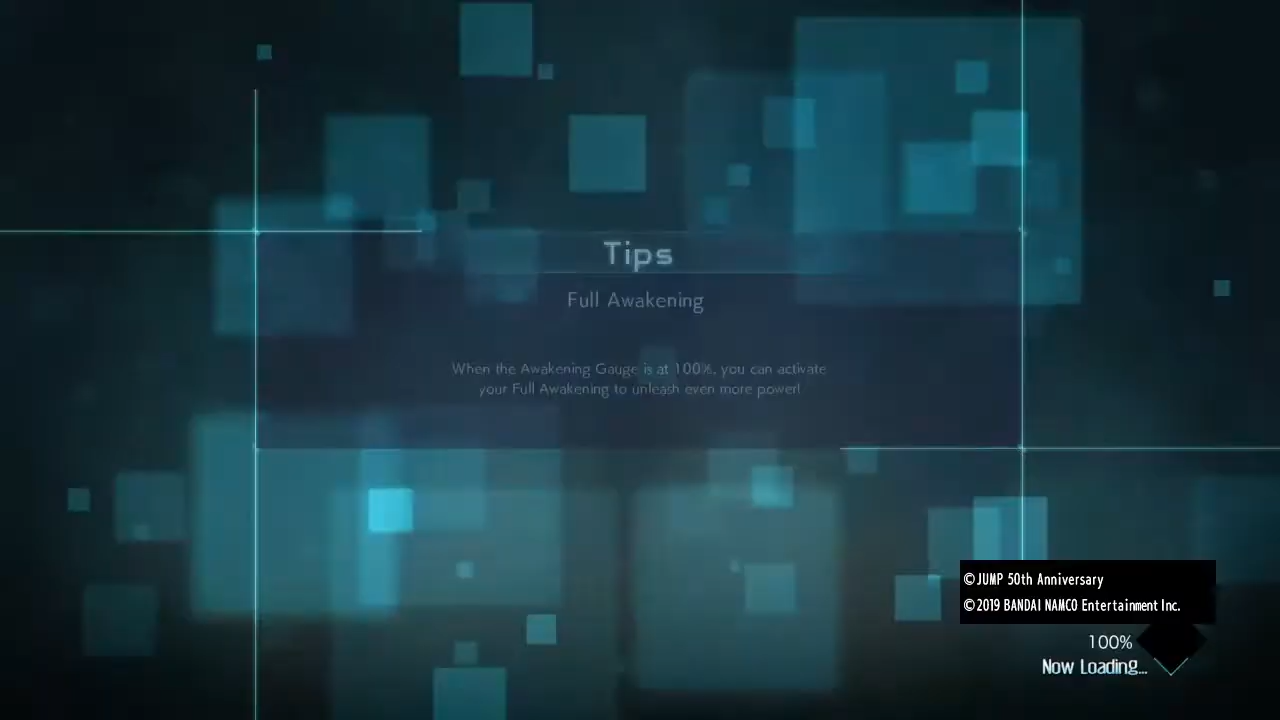 Tips
Full Awakening
When the Awakening Gauge is at 100%, you can activate
your Full Awakening to unleash even more power!
©JUMP 50th Anniversary
©2019 BANDAI NAMCO Entertainment Inc.
100%
Now Loading...